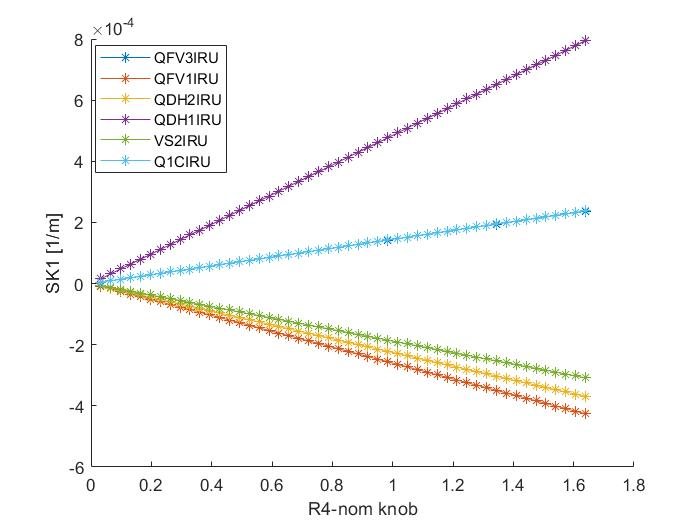 ×10-4
8
6
4
2
0
-2
-4
-6
SK1 [1/m]
QFV3IRU
QFV1IRU
QDH2IRU
QDH1IRU
VS2IRU
Q1CIRU
0 0.2 0.4 0.6 0.8 1 1.2 1.4 1.6 1.8
R4-nom knob